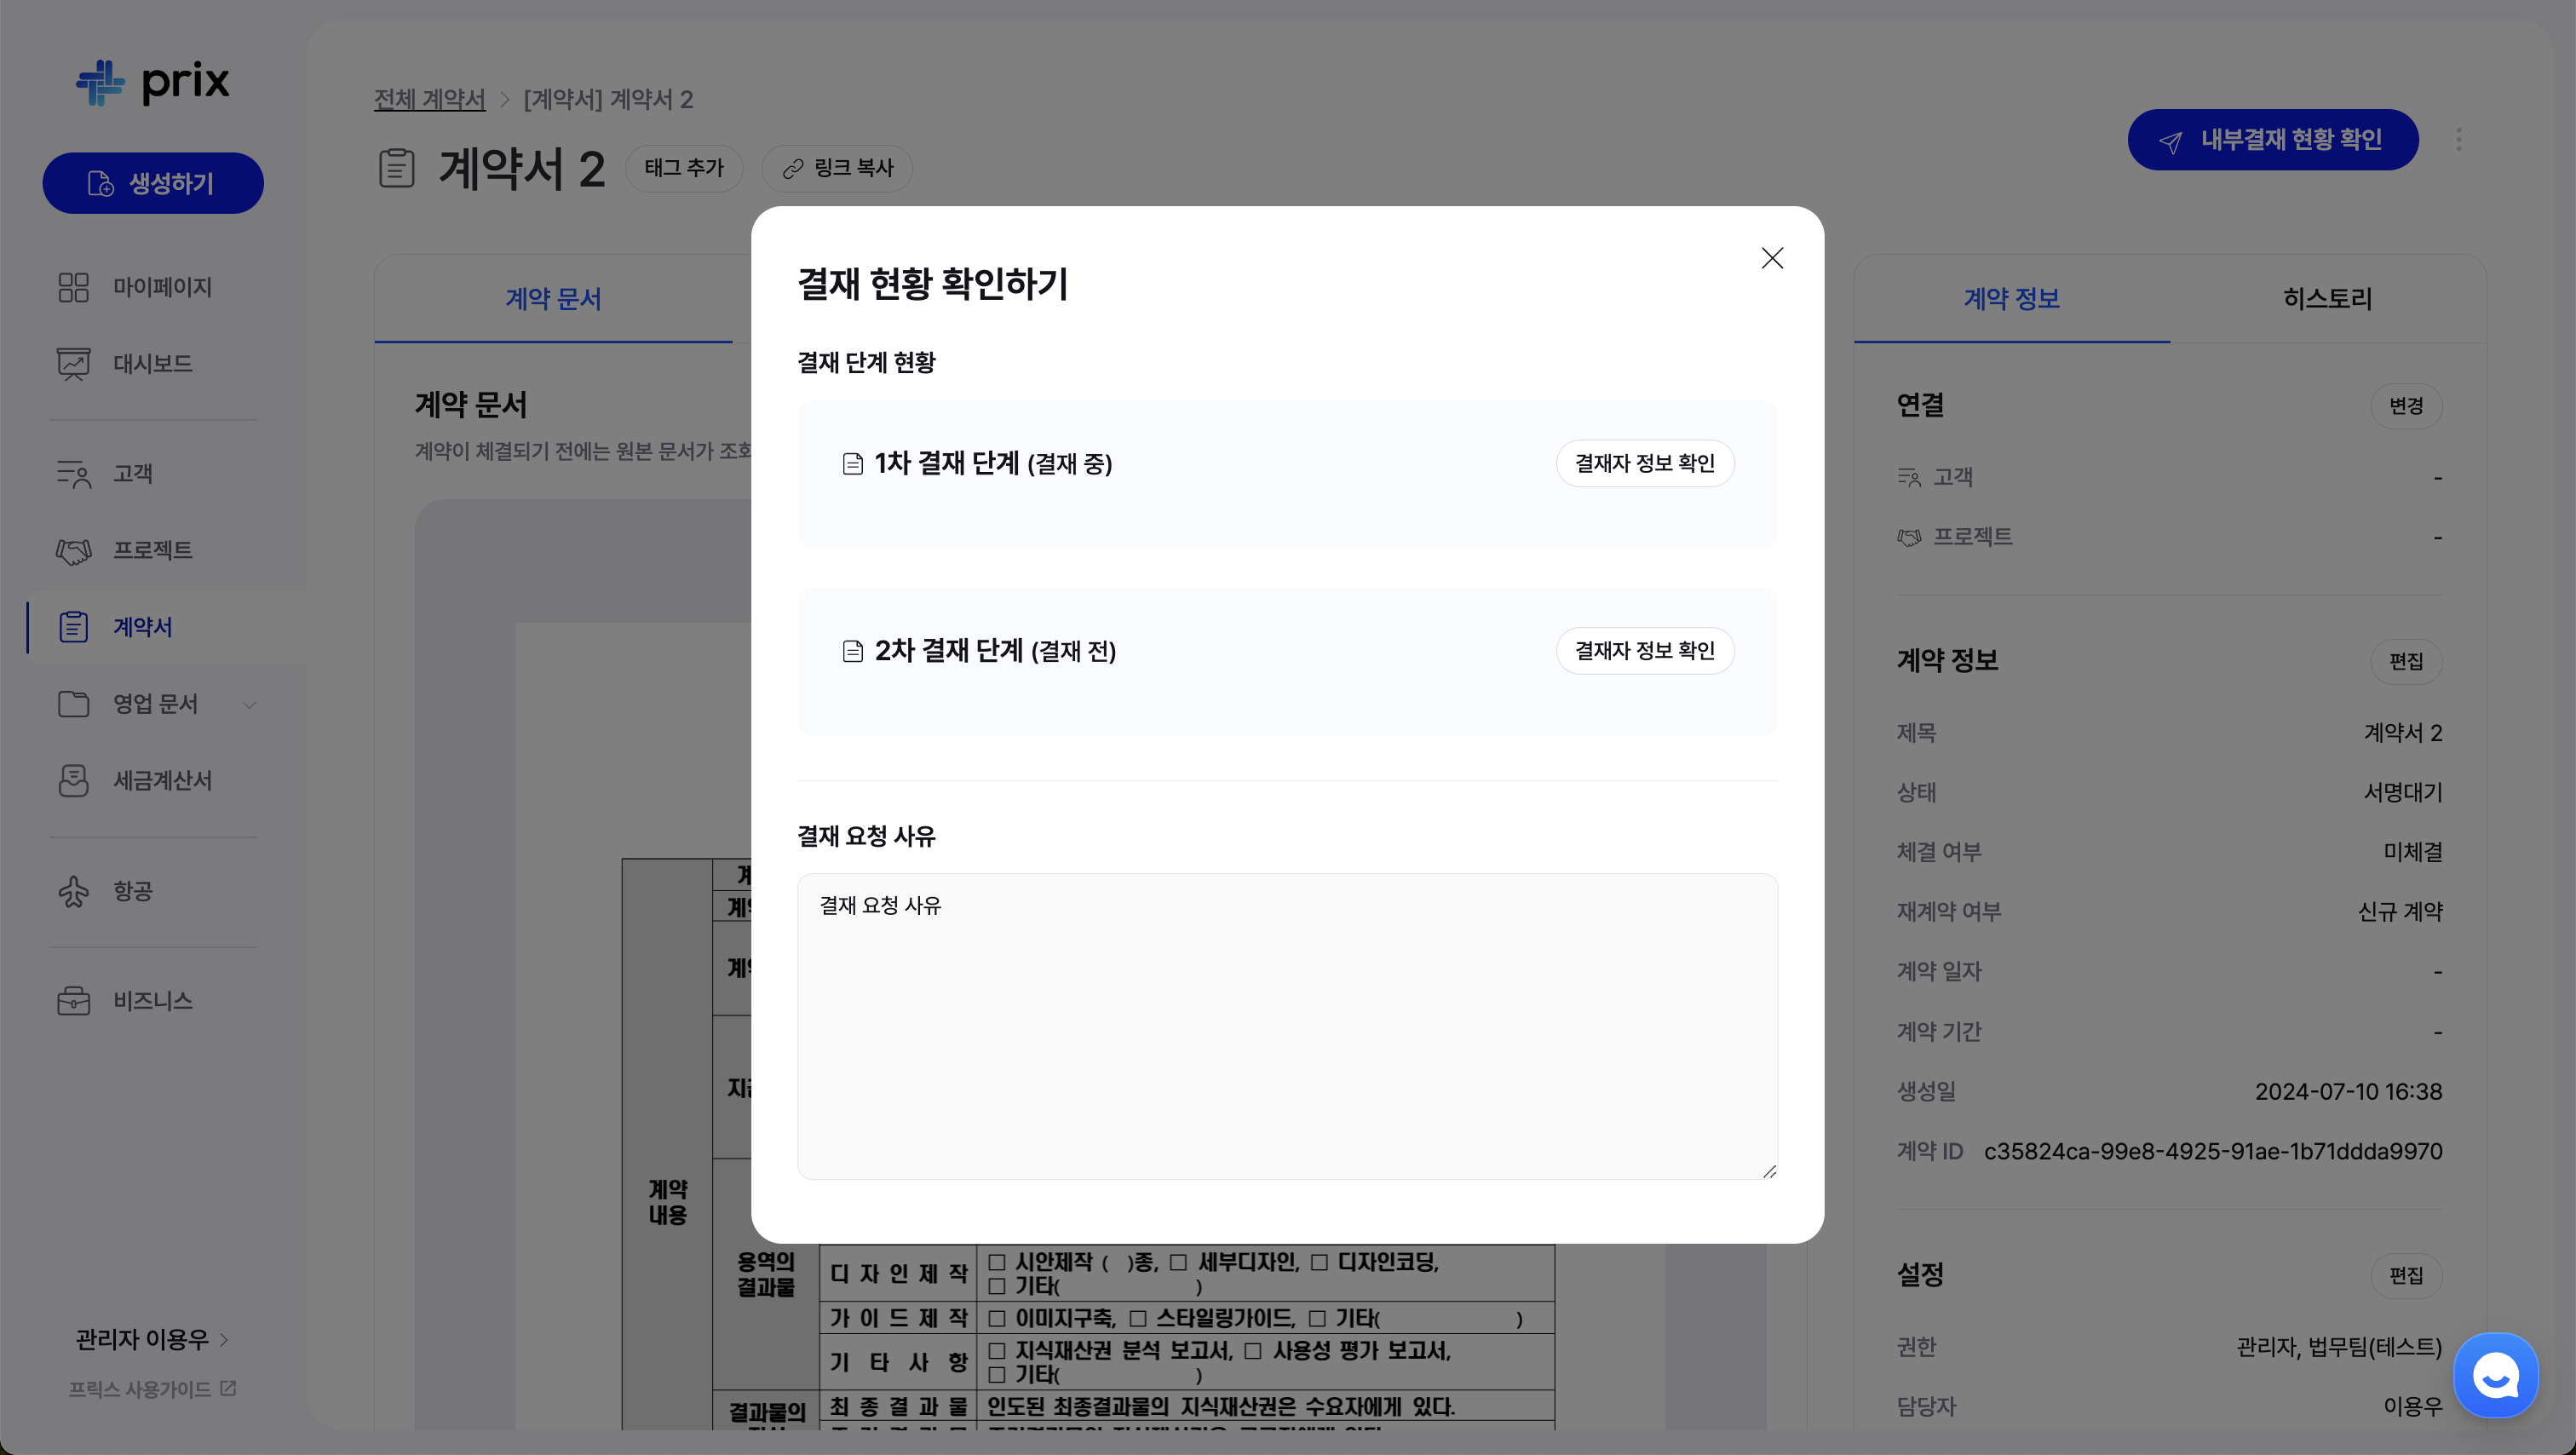 prix
생성하기
마이페이지
대시보드
고객
프로젝트
계약서
영업 문서
세금계산서
항공
비즈니스
관리자 이용우
프릭스 사용가이드
전체 계약서 > [계약서] 계약서 2
계약서 2 태그 추가 링크 복사
내부결재 현황 확인
계약 문서
계약 문서
계약이 체결되기 전에는 원본 문서가
결재 현황 확인하기
결재 단계 현황
1차 결재 단계 (결재 중) 결재자 정보 확인
2차 결재 단계 (결재 전) 결재자 정보 확인
결재 요청 사유
결재 요청 사유
계약
내용
용역의
결과물
디 자 인 제 작 □ 시안제작 ( )종, □ 세부디자인, □ 디자인코딩,
□ 기타( )
가 이 드 제 작 □ 이미지구축, □ 스타일링가이드, □ 기타( )
기 타 사 항 □ 지식재산권 분석 보고서, □ 사용성 평가 보고서,
□ 기타( )
결과물의
최 종 결 과 물 인도된 최종결과물의 지식재산권은 수요자에게 있다.
계약 정보 히스토리
연결 변경
고객 -
프로젝트 -
계약 정보 편집
제목 계약서 2
상태 서명대기
체결 여부 미체결
재계약 여부 신규 계약
계약 일자 -
계약 기간 -
생성일 2024-07-10 16:38
계약 ID c35824ca-99e8-4925-91ae-1b71ddda9970
설정 편집
권한 관리자, 법무팀(테스트)
담당자 이용우